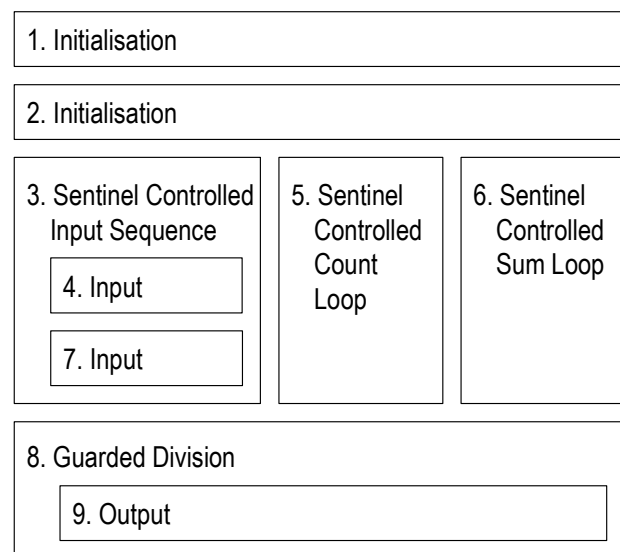 1. Initialisation
2. Initialisation
3. Sentinel Controlled
Input Sequence
4. Input
7. Input
5. Sentinel
Controlled
Count
Loop
6. Sentinel
Controlled
Sum Loop
8. Guarded Division
9. Output